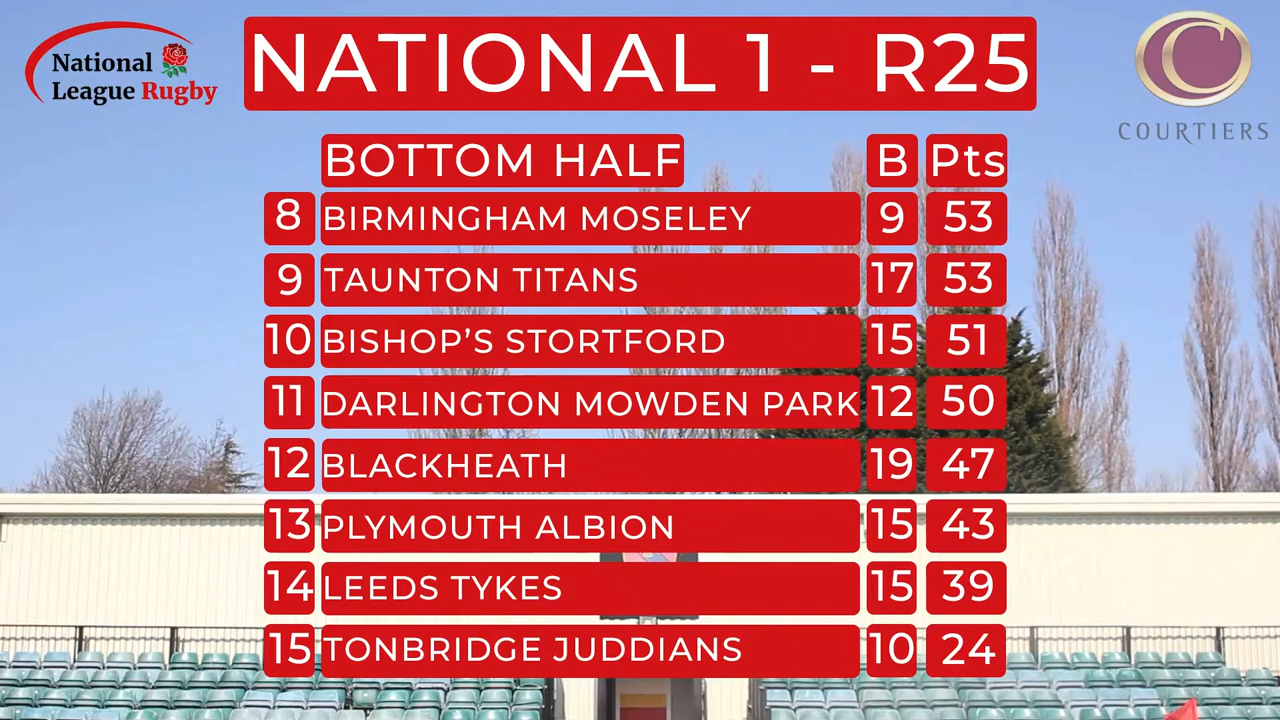 National
League Rugby
NATIONAL 1 - R25
COURTIERS
BOTTOM HALF B Pts
8 BIRMINGHAM MOSELEY 9 53
9 TAUNTON TITANS 17 53
10 BISHOP’S STORTFORD 15 51
11 DARLINGTON MOWDEN PARK 12 50
12 BLACKHEATH 19 47
13 PLYMOUTH ALBION 15 43
14 LEEDS TYKES 15 39
15 TONBRIDGE JUDDIANS 10 24